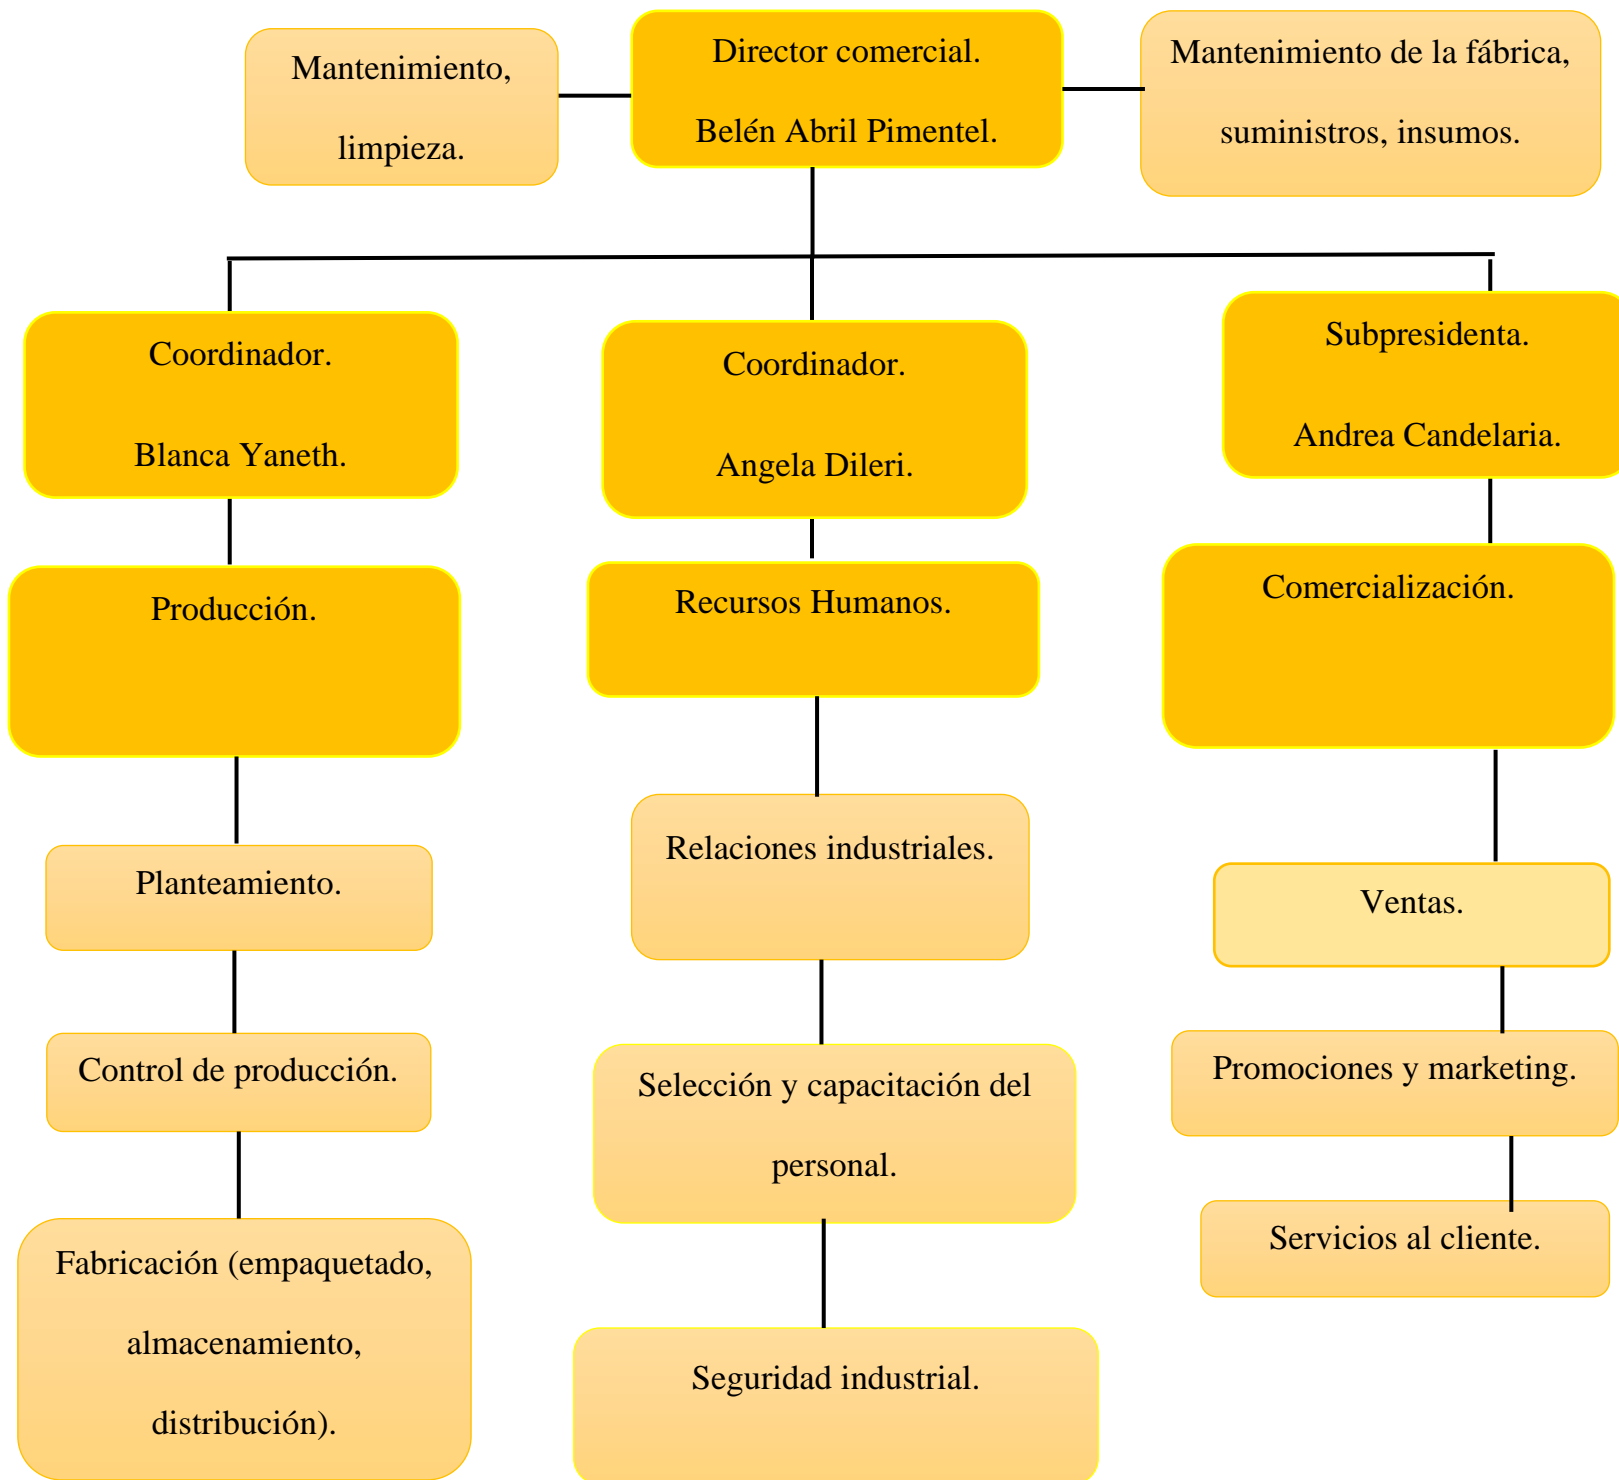 Mantenimiento,
limpieza.
Director comercial.
Belén Abril Pimentel.
Mantenimiento de la fábrica,
suministros, insumos.
Coordinador.
Blanca Yaneth.
Coordinador.
Angela Dileri.
Subpresidenta.
Andrea Candelaria.
Producción.
Recursos Humanos.
Comercialización.
Planteamiento.
Relaciones industriales.
Ventas.
Control de producción.
Selección y capacitación del
personal.
Promociones y marketing.
Fabricación (empaquetado,
almacenamiento,
distribución).
Seguridad industrial.
Servicios al cliente.